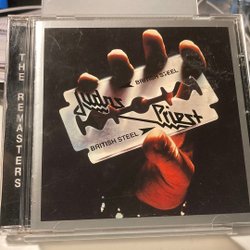 THE REMASTERS
BRITISH STEEL
Judas
Priest
BRITISH STEEL